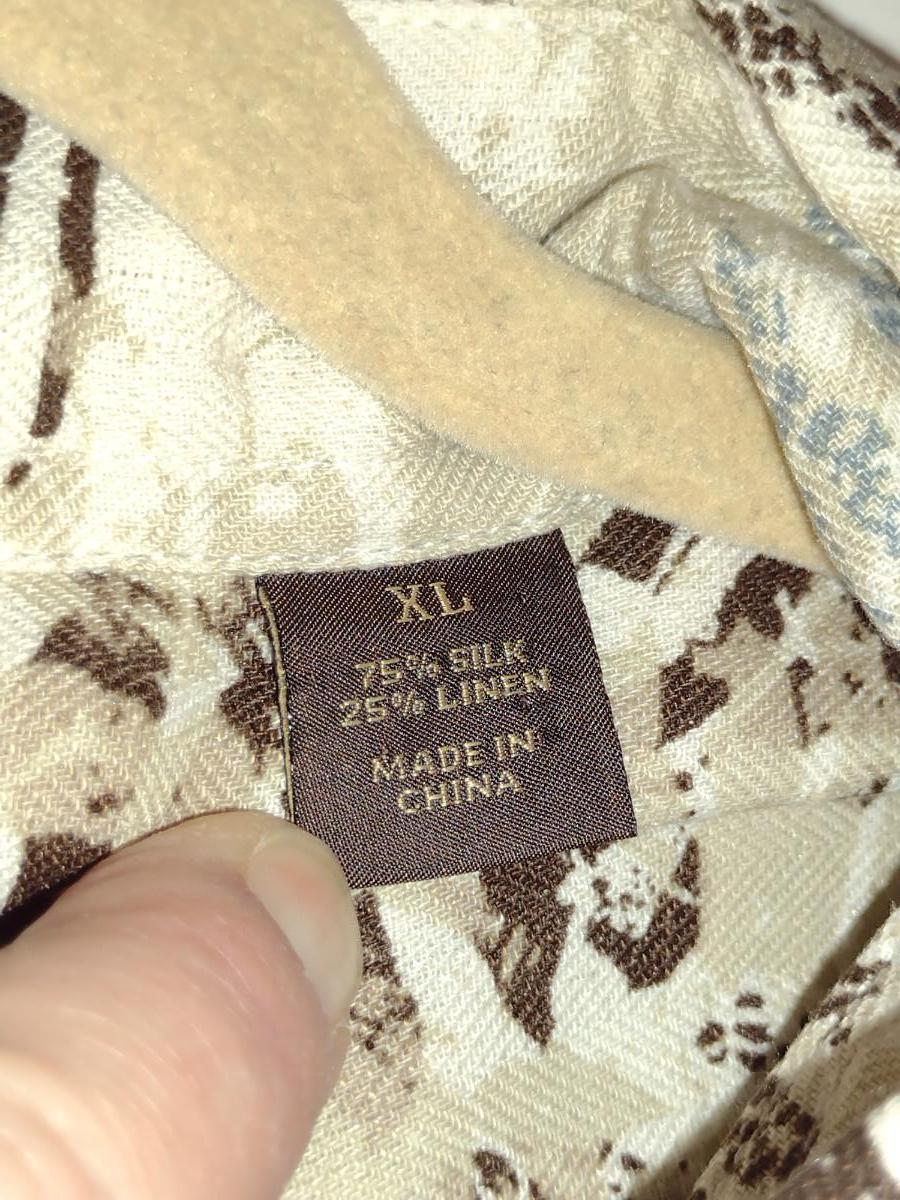 XL
75% SILK
25% LINEN
MADE IN
CHINA